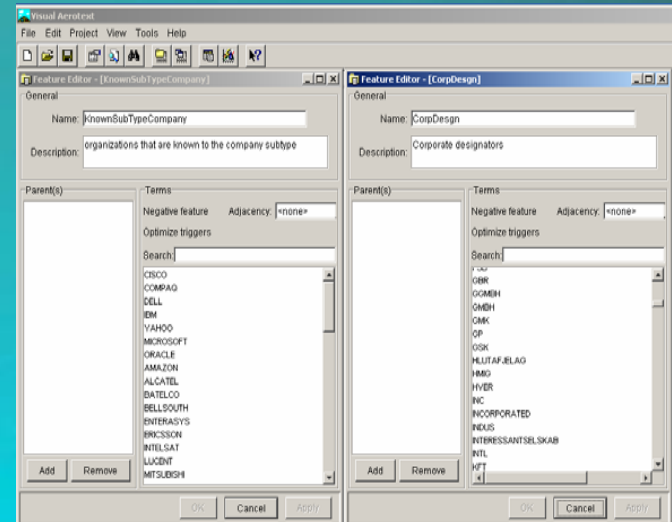 Visual Aerotext
File Edit Project View Tools Help
Feature Editor - [KnownSubTypeCompany]
General
Name: KnownSubTypeCompany
Description: organizations that are known to the company subtype
Parent(s)
Terms
Negative feature Adjacency: <none>
Optimize triggers
Search:
CISCO
COMPAQ
DELL
IBM
YAHOO
MICROSOFT
ORACLE
AMAZON
ALCATEL
BATELCO
BELLSOUTH
ENTERASYS
ERICSSON
INTELSAT
LUCENT
MITSUBISHI
Add Remove
OK Cancel Apply
Feature Editor - [CorpDesgn]
General
Name: CorpDesgn
Description: Corporate designators
Parent(s)
Terms
Negative feature Adjacency: <none>
Optimize triggers
Search:
GBR
GGMBH
GMBH
GMK
GP
GSK
HLUTAFJELAG
HMIG
HVER
INC
INCORPORATED
INDUS
INTERESSANTSELSKAB
INTL
KFT
Add Remove
OK Cancel Apply